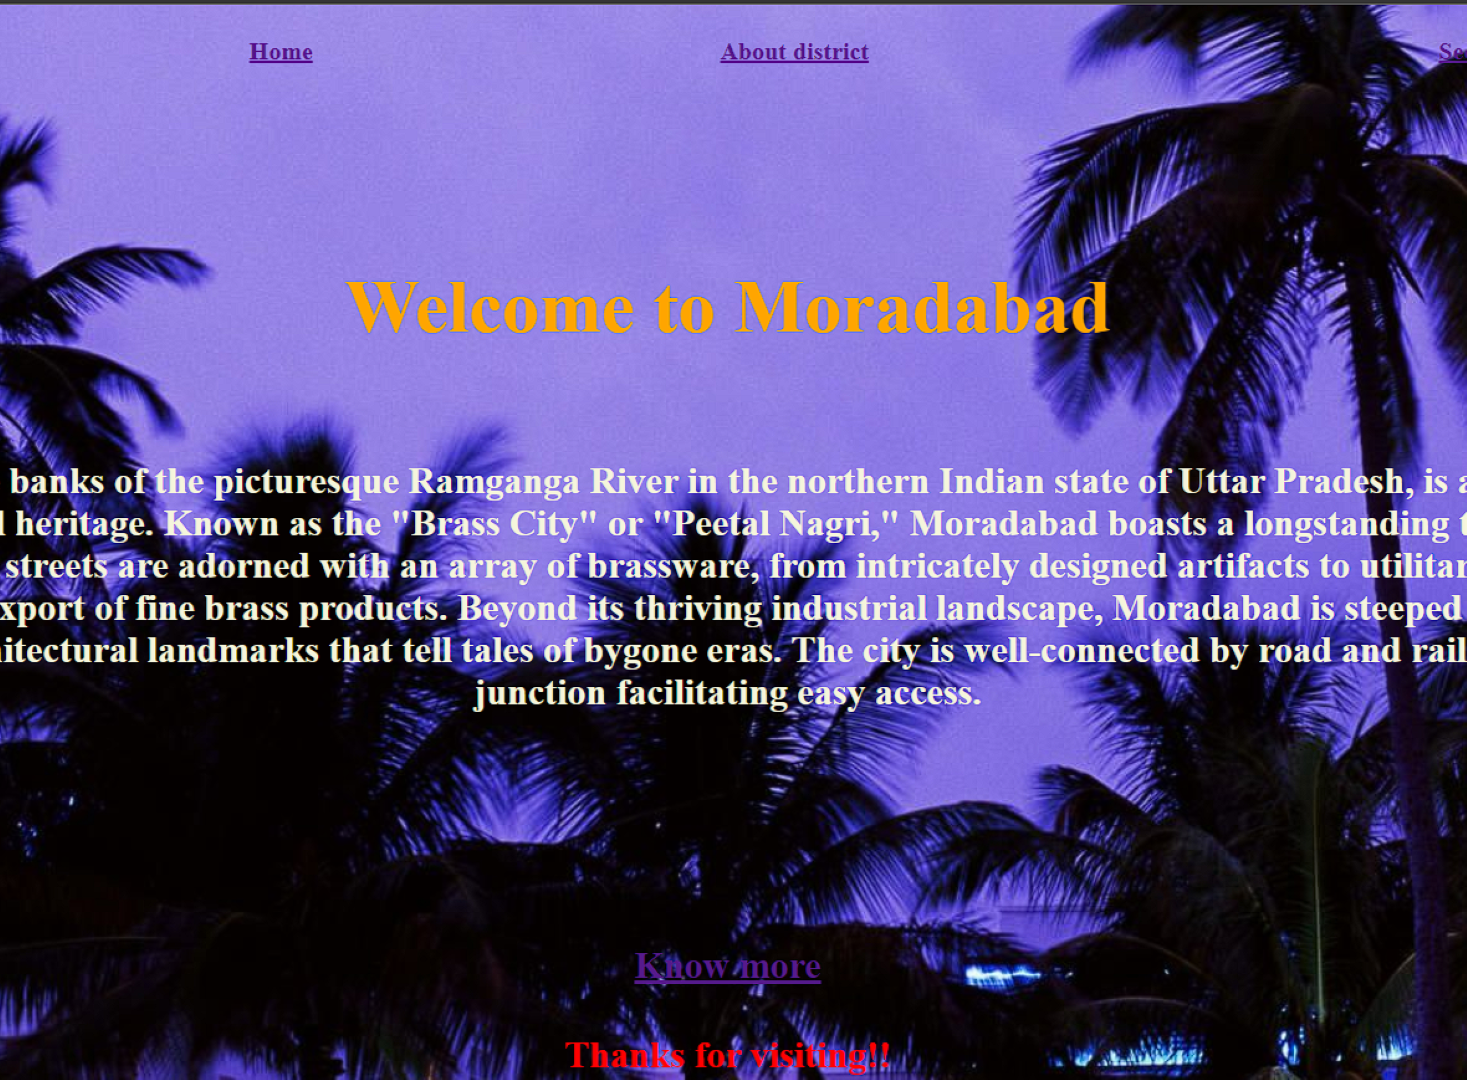 Home About district
Welcome to Moradabad
banks of the picturesque Ramganga River in the northern Indian state of Uttar Pradesh, is
heritage. Known as the "Brass City" or "Peetal Nagri," Moradabad boasts a longstanding
streets are adorned with an array of brassware, from intricately designed artifacts to
of fine brass products. Beyond its thriving industrial landscape, Moradabad is steeped
landmarks that tell tales of bygone eras. The city is well-connected by road and rail
junction facilitating easy access.
Know more
Thanks for visiting!!